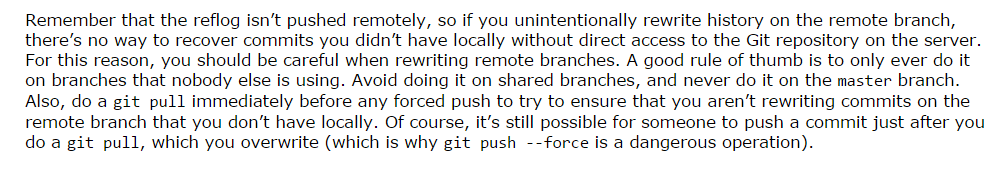 Remember that the reflog isn’t pushed remotely, so if you unintentionally rewrite history on the remote branch,
there’s no way to recover commits you didn’t have locally without direct access to the Git repository on the server.
For this reason, you should be careful when rewriting remote branches. A good rule of thumb is to only ever do it
on branches that nobody else is using. Avoid doing it on shared branches, and never do it on the master branch.
Also, do a git pull immediately before any forced push to try to ensure that you aren’t rewriting commits on the
remote branch that you don’t have locally. Of course, it’s still possible for someone to push a commit just after you
do a git pull, which you overwrite (which is why git push --force is a dangerous operation).